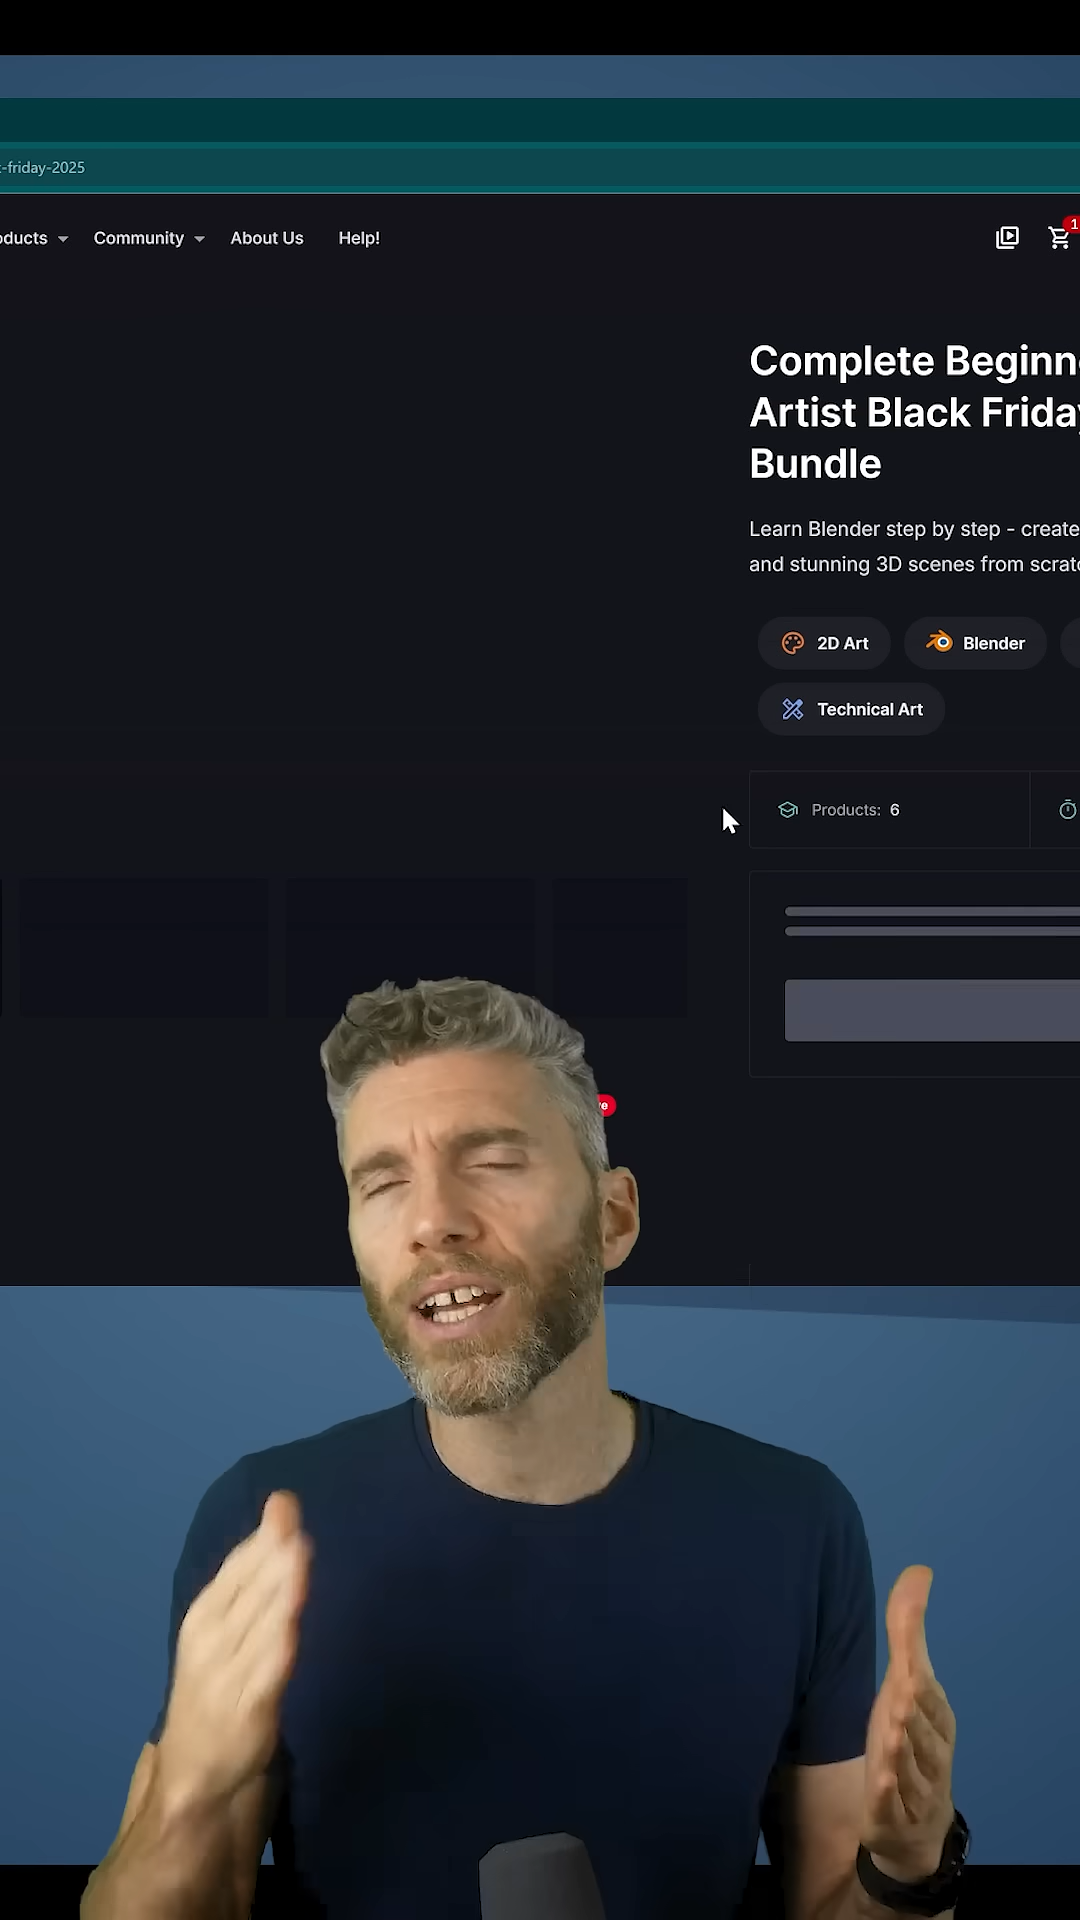 -friday-2025
oducts
Community
About Us
Help!
1
Complete Beginn
Artist Black Friday
Bundle
Learn Blender step by step - create
and stunning 3D scenes from scrat
2D Art
Blender
Technical Art
Products: 6